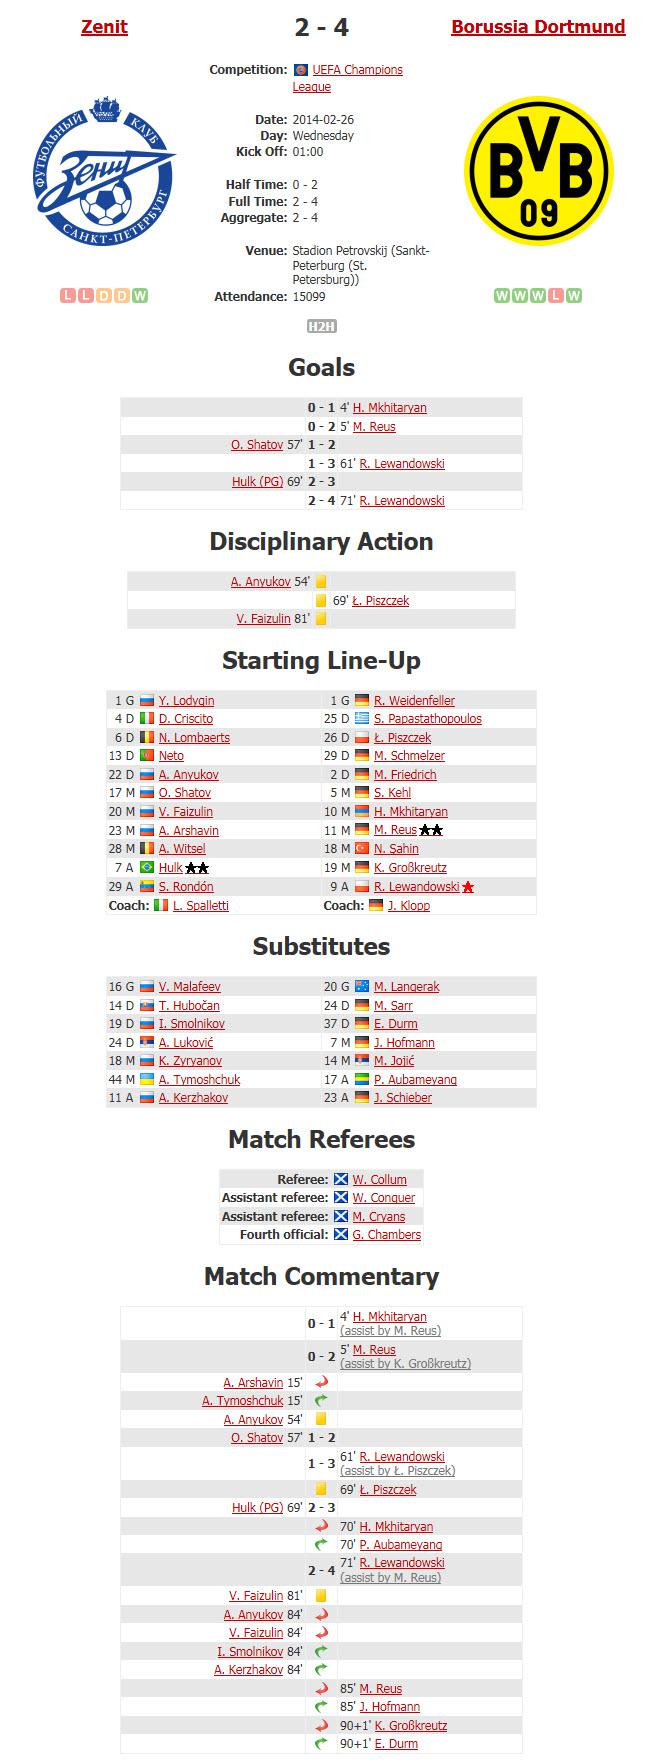 Zenit 2 - 4 Borussia Dortmund
Competition: UEFA Champions
League
Date: 2014-02-26
Day: Wednesday
Kick Off: 01:00
Half Time: 0 - 2
Full Time: 2 - 4
Aggregate: 2 - 4
Venue: Stadion Petrovskij (Sankt-
Peterburg (St.
Petersburg))
Attendance: 15099
ФУТБОЛЬНЫЙ КЛУБ
Зенит
САНКТ-ПЕТЕРБУРГ
BVB
09
L L D D W
W W W L W
H2H
Goals
0 - 1 4' H. Mkhitaryan
0 - 2 5' M. Reus
O. Shatov 57' 1 - 2
1 - 3 61' R. Lewandowski
Hulk (PG) 69' 2 - 3
2 - 4 71' R. Lewandowski
Disciplinary Action
A. Anyukov 54'
69' Ł. Piszczek
V. Faizulin 81'
Starting Line-Up
1 G Y. Lodygin 1 G R. Weidenfeller
4 D D. Criscito 25 D S. Papastathopoulos
6 D N. Lombaerts 26 D Ł. Piszczek
13 D Neto 29 D M. Schmelzer
22 D A. Anyukov 2 D M. Friedrich
17 M O. Shatov 5 M S. Kehl
20 M V. Faizulin 10 M H. Mkhitaryan
23 M A. Arshavin 11 M M. Reus
28 M A. Witsel 18 M N. Şahin
7 A Hulk 19 M K. Großkreutz
29 A S. Rondón 9 A R. Lewandowski
Coach: L. Spalletti Coach: J. Klopp
Substitutes
16 G V. Malafeev 20 G M. Langerak
14 D T. Hubočan 24 D M. Sarr
19 D I. Smolnikov 37 D E. Durm
24 D A. Luković 7 M J. Hofmann
18 M K. Zyryanov 14 M M. Jojić
44 M A. Tymoshchuk 17 A P. Aubameyang
11 A A. Kerzhakov 23 A J. Schieber
Match Referees
Referee: W. Collum
Assistant referee: W. Conquer
Assistant referee: M. Cryans
Fourth official: G. Chambers
Match Commentary
0 - 1 4' H. Mkhitaryan
(assist by M. Reus)
0 - 2 5' M. Reus
(assist by K. Großkreutz)
A. Arshavin 15'
A. Tymoshchuk 15'
A. Anyukov 54'
O. Shatov 57' 1 - 2
1 - 3 61' R. Lewandowski
(assist by Ł. Piszczek)
69' Ł. Piszczek
Hulk (PG) 69' 2 - 3
70' H. Mkhitaryan
70' P. Aubameyang
2 - 4 71' R. Lewandowski
(assist by M. Reus)
V. Faizulin 81'
A. Anyukov 84'
V. Faizulin 84'
I. Smolnikov 84'
A. Kerzhakov 84'
85' M. Reus
85' J. Hofmann
90+1' K. Großkreutz
90+1' E. Durm